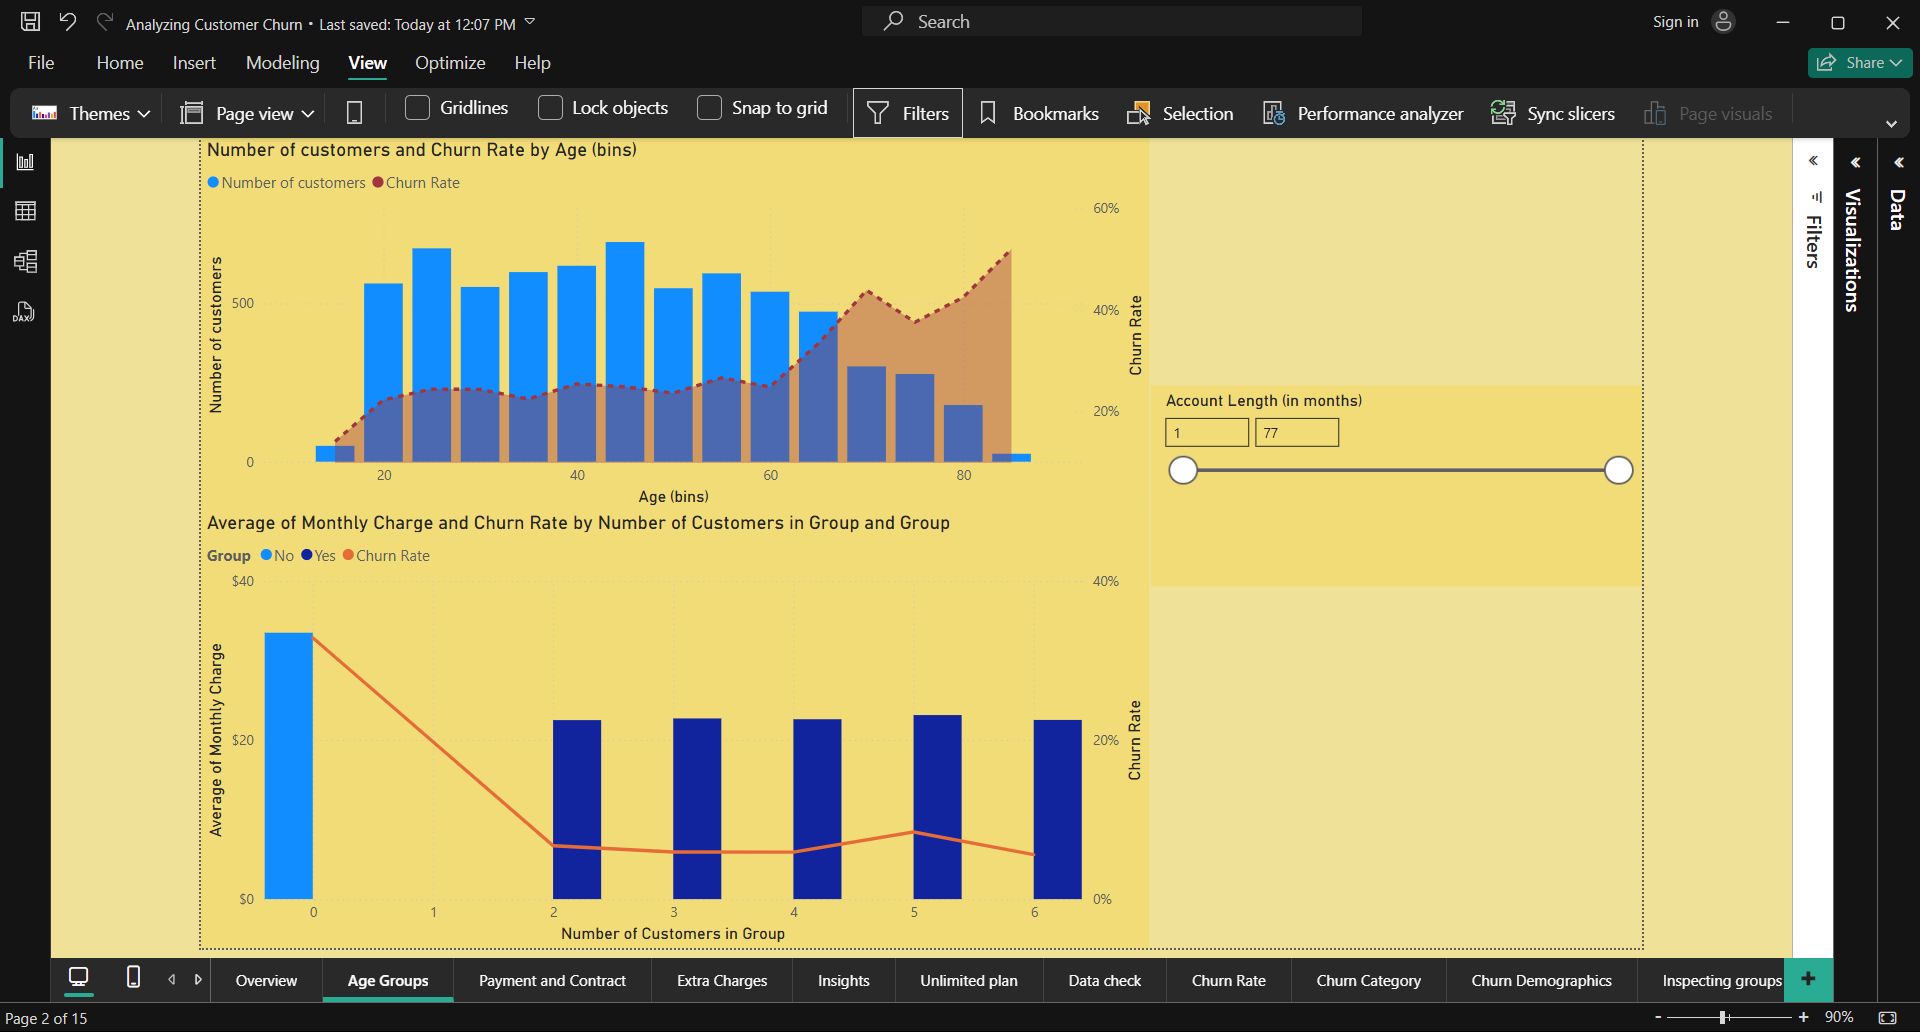 Analyzing Customer Churn • Last saved: Today at 12:07 PM
Search
Sign in
File Home Insert Modeling View Optimize Help
Share
Themes Page view Gridlines Lock objects Snap to grid Filters Bookmarks Selection Performance analyzer Sync slicers Page visuals
DAX
Number of customers and Churn Rate by Age (bins)
Number of customers Churn Rate
Number of customers
500
0
60%
40%
20%
Churn Rate
20 40 60 80
Age (bins)
Account Length (in months)
1 77
Average of Monthly Charge and Churn Rate by Number of Customers in Group and Group
Group No Yes Churn Rate
Average of Monthly Charge
$40
$20
$0
40%
20%
0%
Churn Rate
0 1 2 3 4 5 6
Number of Customers in Group
Filters
Visualizations
Data
Overview Age Groups Payment and Contract Extra Charges Insights Unlimited plan Data check Churn Rate Churn Category Churn Demographics Inspecting groups
Page 2 of 15
- + 90%